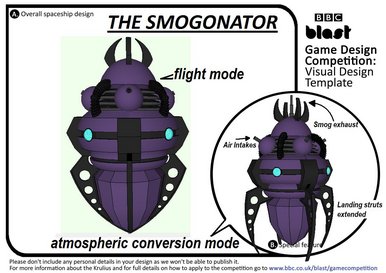 A. Overall spaceship design
THE SMOGONATOR
BBC
blast
Game Design
Competition:
Visual Design
Template
flight mode
Smog exhaust
Air Intakes
Landing struts
extended
atmospheric conversion mode
B. Special feature
Please don't include any personal details in your design as we won't be able to publish it.
For more information about the Krulius and for full details on how to apply to the competition go to www.bbc.co.uk/blast/gamecompetition